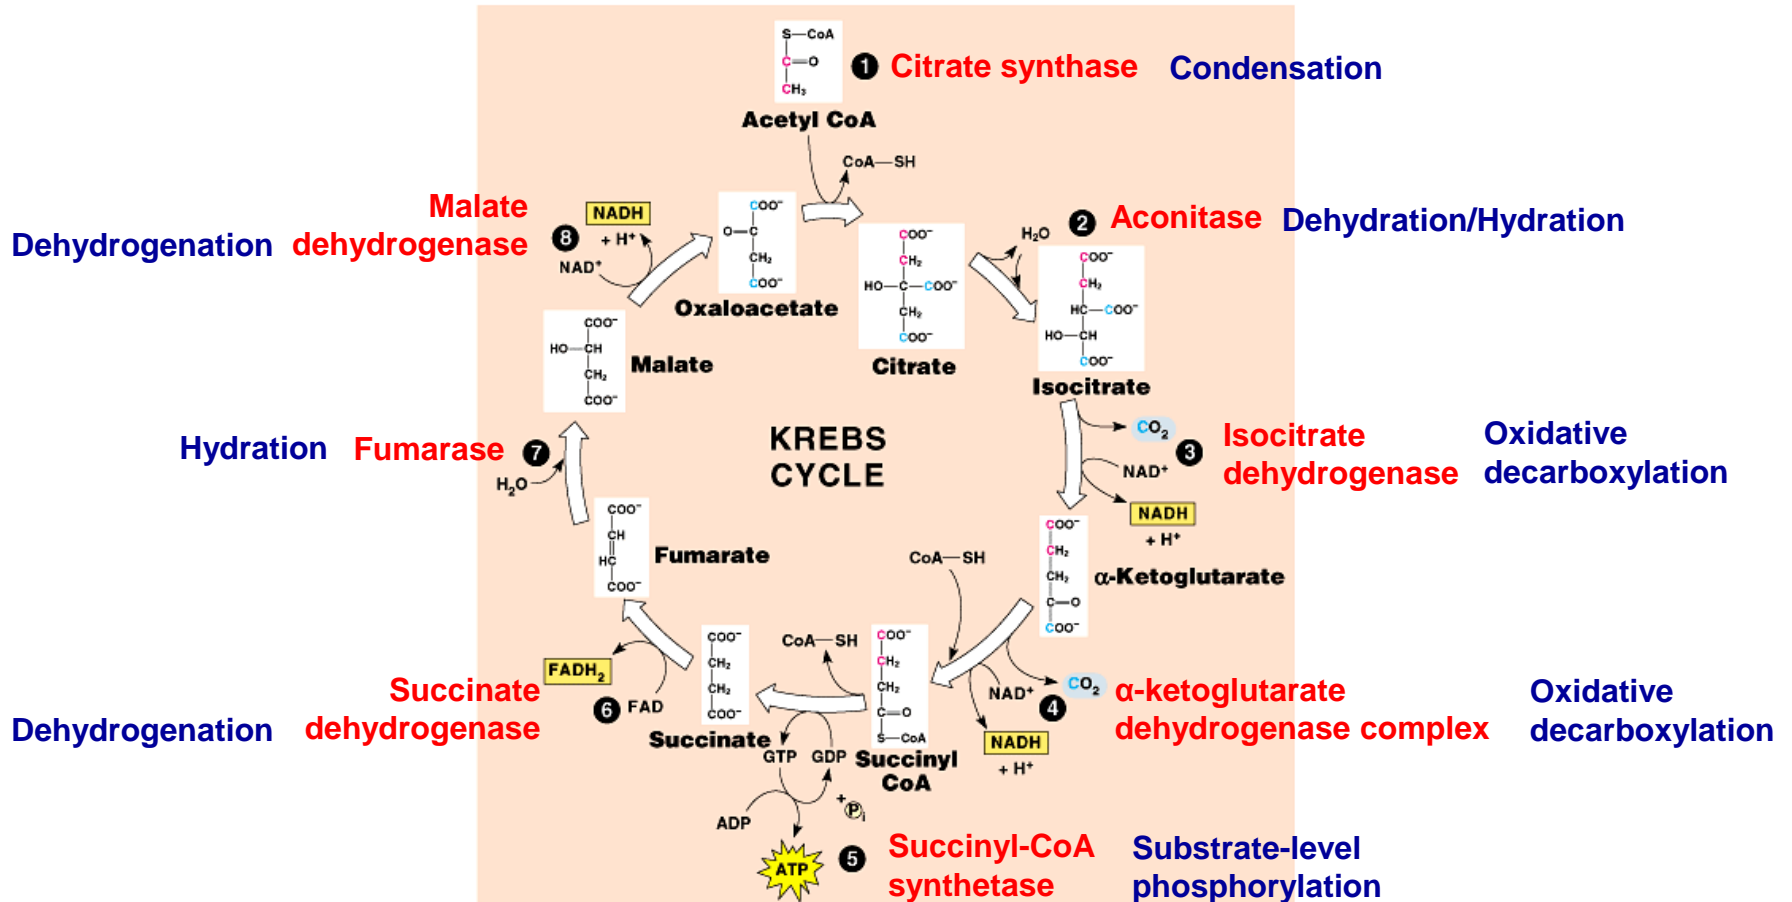 S—CoA
C=O
CH₃
Acetyl CoA
1 Citrate synthase Condensation
CoA—SH
Malate
dehydrogenase
Dehydrogenation
8
NADH
+ H⁺
NAD⁺
COO⁻
O—C
CH₂
COO⁻
Oxaloacetate
COO⁻
CH₂
HO—C—COO⁻
CH₂
COO⁻
Citrate
H₂O
2 Aconitase Dehydration/Hydration
COO⁻
CH₂
HC—COO⁻
HO—CH
COO⁻
Isocitrate
COO⁻
HO—CH
CH₂
COO⁻
Malate
KREBS
CYCLE
CO₂
NAD⁺
NADH
+ H⁺
3
Isocitrate
dehydrogenase
Oxidative
decarboxylation
Hydration Fumarase 7
H₂O
COO⁻
CH
HC
COO⁻
Fumarate
COO⁻
CH₂
CH₂
C—O
COO⁻
α-Ketoglutarate
CoA—SH
NAD⁺
CO₂
4
NADH
+ H⁺
α-ketoglutarate
dehydrogenase complex
Oxidative
decarboxylation
COO⁻
CH₂
CH₂
C=O
S—CoA
Succinyl
CoA
CoA—SH
COO⁻
CH₂
CH₂
COO⁻
Succinate
FADH₂
6 FAD
Succinate
dehydrogenase
Dehydrogenation
GTP GDP
+ Pᵢ
ADP
ATP
5
Succinyl-CoA
synthetase
Substrate-level
phosphorylation